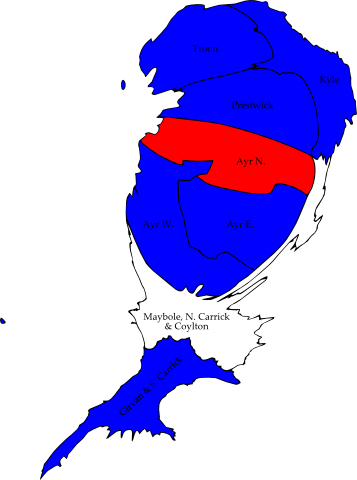 Troon
Kyle
Prestwick
Ayr N.
Ayr W.
Ayr E.
Maybole, N. Carrick
& Coylton
Girvan & S. Carrick